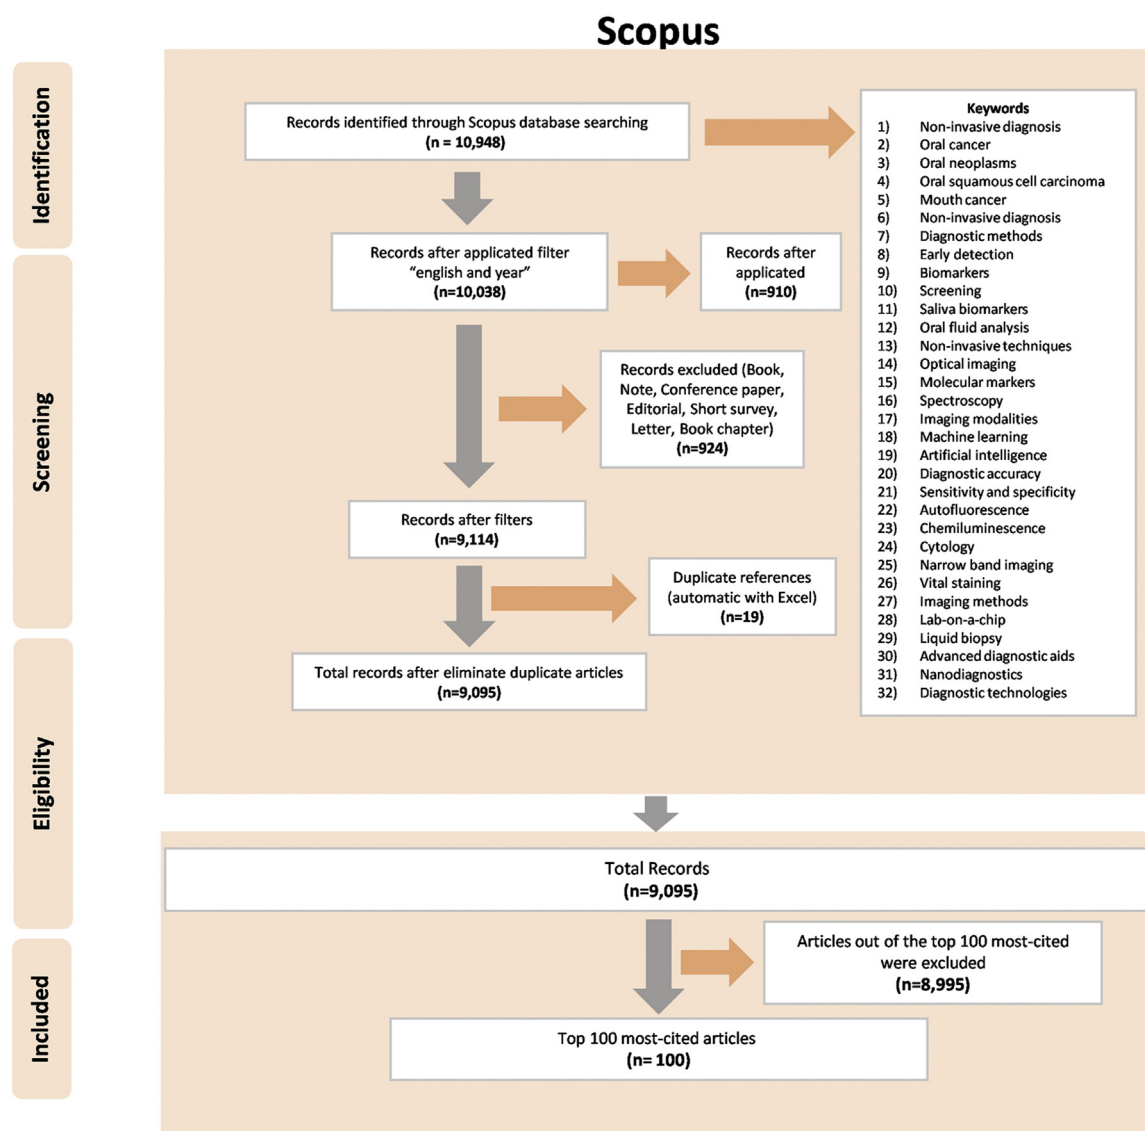 Scopus
Identification
Records identified through Scopus database searching
(n = 10,948)
Keywords
1) Non-invasive diagnosis
2) Oral cancer
3) Oral neoplasms
4) Oral squamous cell carcinoma
5) Mouth cancer
6) Non-invasive diagnosis
7) Diagnostic methods
8) Early detection
9) Biomarkers
10) Screening
11) Saliva biomarkers
12) Oral fluid analysis
13) Non-invasive techniques
14) Optical imaging
15) Molecular markers
16) Spectroscopy
17) Imaging modalities
18) Machine learning
19) Artificial intelligence
20) Diagnostic accuracy
21) Sensitivity and specificity
22) Autofluorescence
23) Chemiluminescence
24) Cytology
25) Narrow band imaging
26) Vital staining
27) Imaging methods
28) Lab-on-a-chip
29) Liquid biopsy
30) Advanced diagnostic aids
31) Nanodiagnostics
32) Diagnostic technologies
Screening
Records after applicated filter
“english and year”
(n=10,038)
Records after
applicated
(n=910)
Records excluded (Book,
Note, Conference paper,
Editorial, Short survey,
Letter, Book chapter)
(n=924)
Records after filters
(n=9,114)
Duplicate references
(automatic with Excel)
(n=19)
Eligibility
Total records after eliminate duplicate articles
(n=9,095)
Total Records
(n=9,095)
Included
Articles out of the top 100 most-cited
were excluded
(n=8,995)
Top 100 most-cited articles
(n= 100)